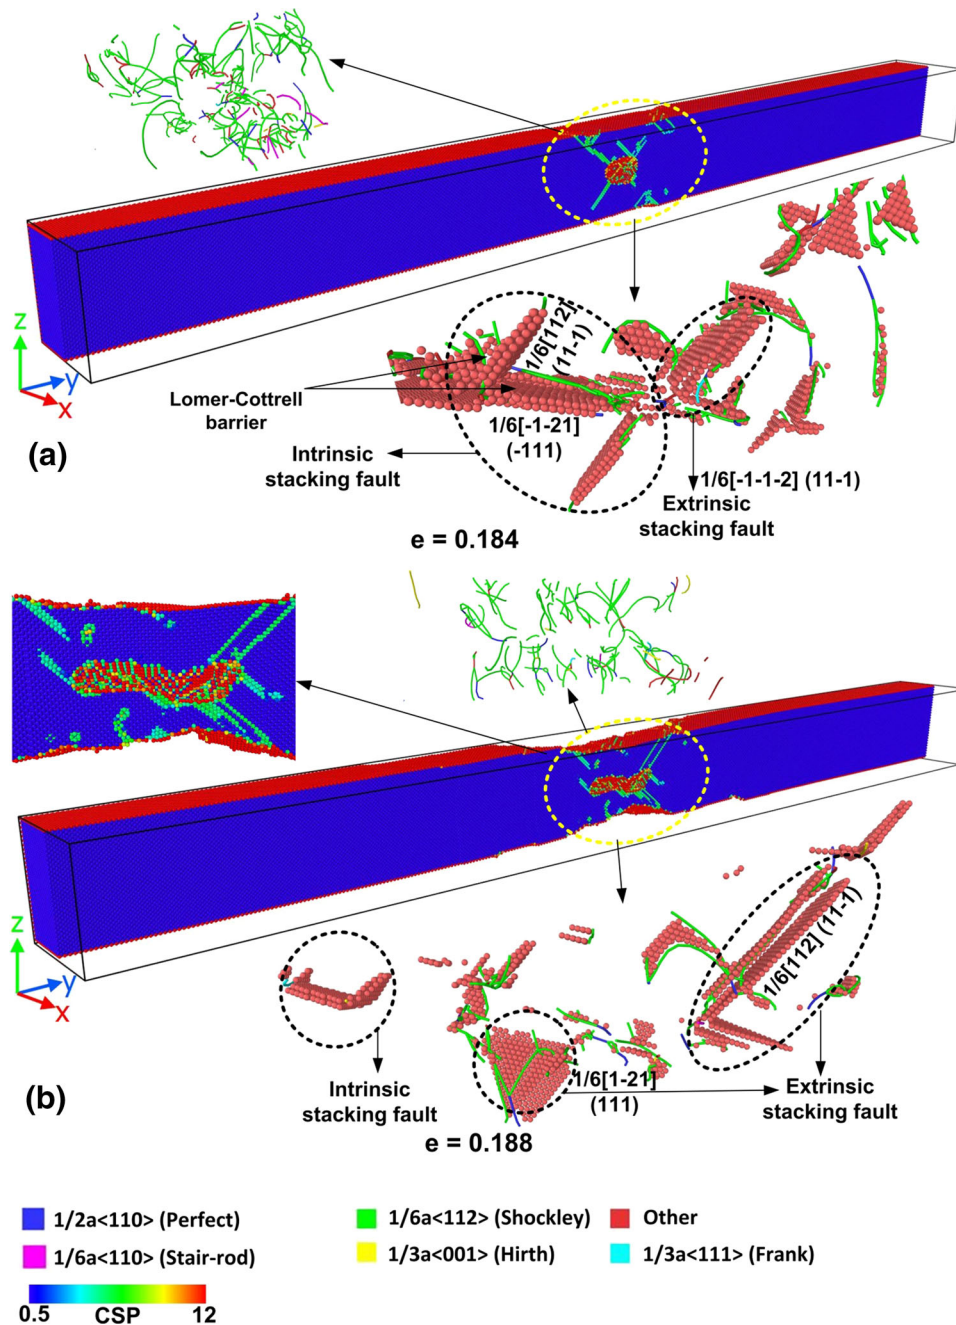 z
y
x
(a)
Lomer-Cottrell
barrier
1/6[112]
(11-1)
1/6[-1-21]
(-111)
Intrinsic
stacking fault
1/6[-1-1-2] (11-1)
Extrinsic
stacking fault
e = 0.184
z
y
x
(b)
1/6[112] (11-1)
Intrinsic
stacking fault
1/6[1-21]
(111)
Extrinsic
stacking fault
e = 0.188
1/2a<110> (Perfect)
1/6a<112> (Shockley)
Other
1/6a<110> (Stair-rod)
1/3a<001> (Hirth)
1/3a<111> (Frank)
0.5 CSP 12